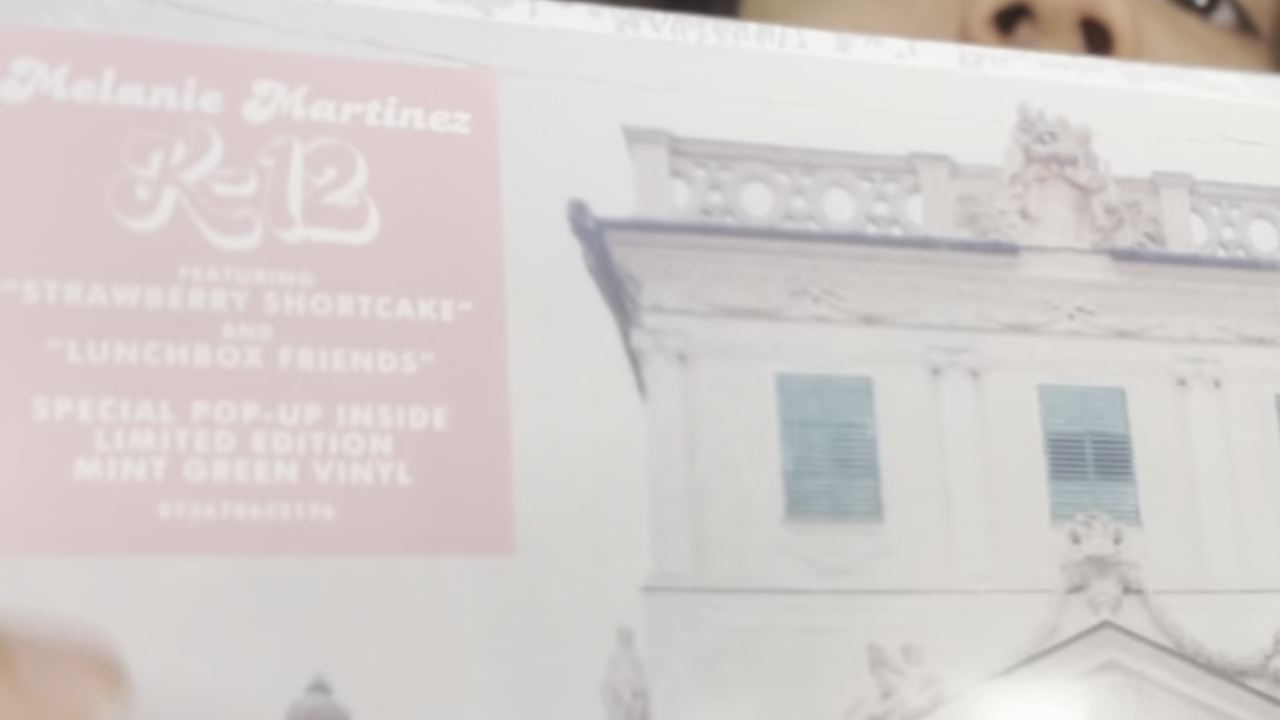 Melanie Martinez
K-12
FEATURING
"STRAWBERRY SHORTCAKE"
AND
"LUNCHBOX FRIENDS"
SPECIAL POP-UP INSIDE
LIMITED EDITION
MINT GREEN VINYL